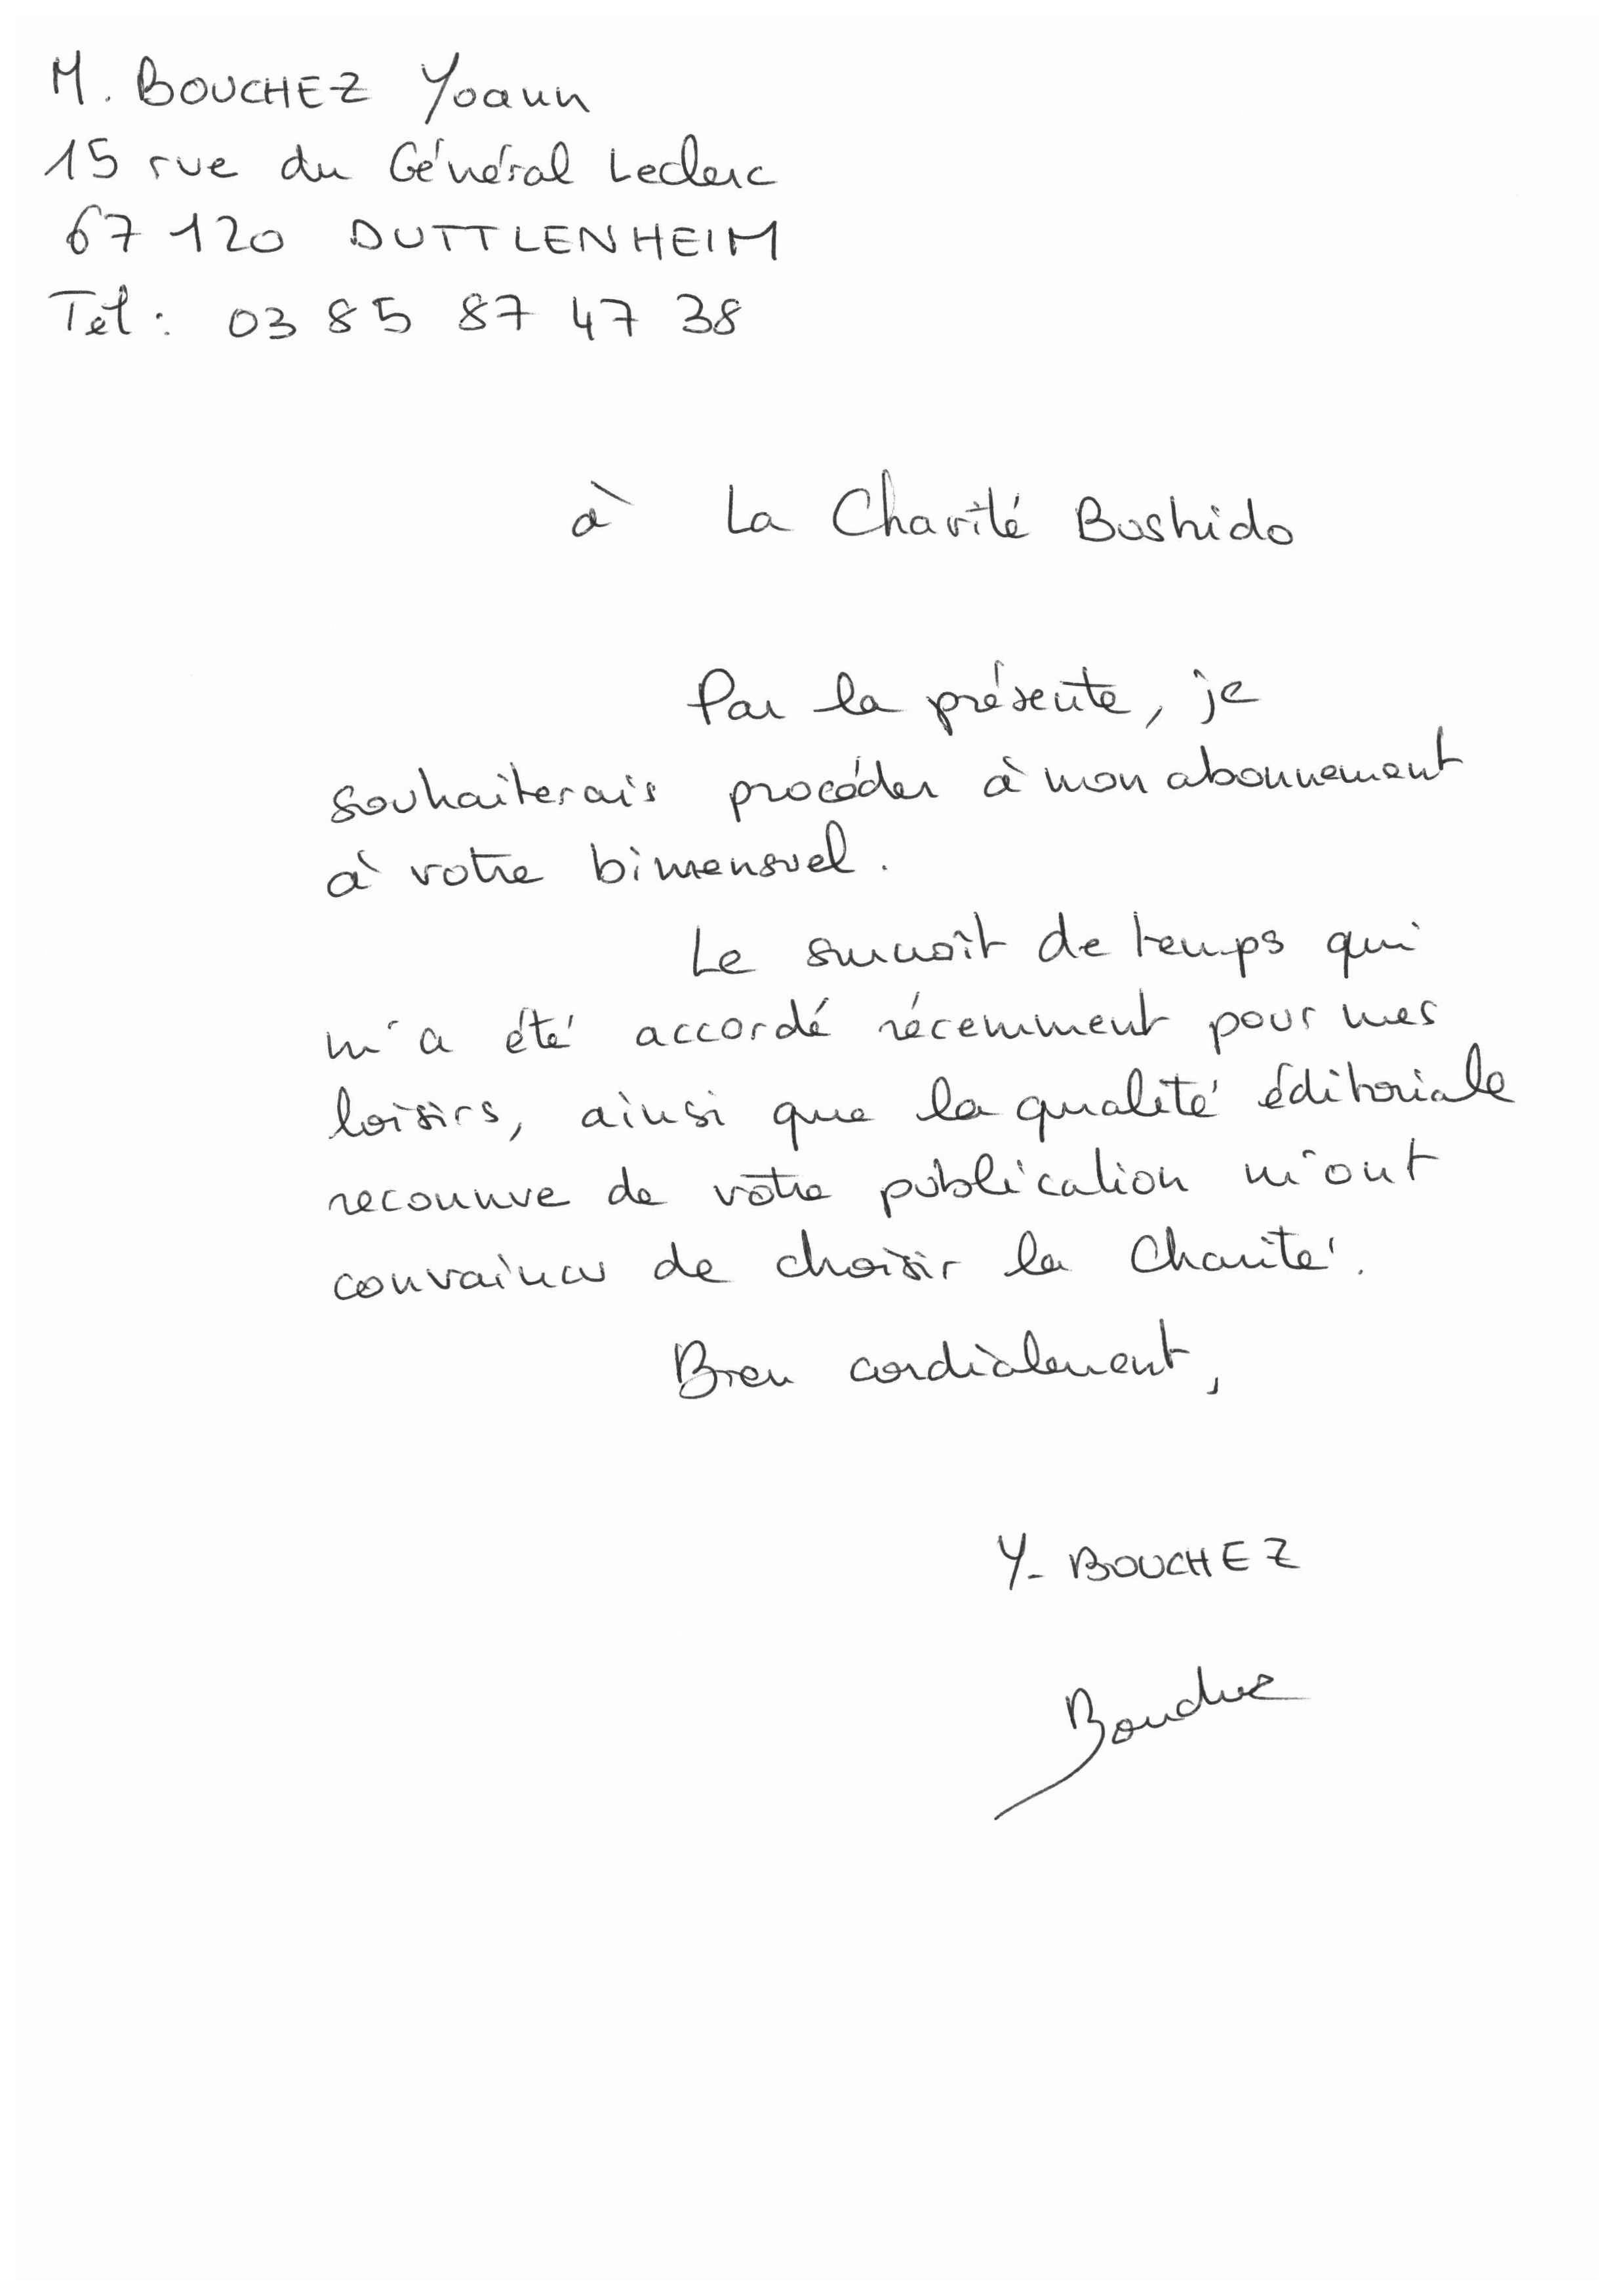 M. BOUCHEZ Yoann
15 rue du Général Leclerc
67 120 DUTTLENHEIM
Tél : 03 85 87 47 38
à La Charité Bushido
Par la présente, je
souhaiterais procéder à mon abonnement
à votre bimensuel.
Le surcroît de temps qui
m'a été accordé récemment pour mes
loisirs, ainsi que la qualité éditoriale
reconnue de votre publication m'ont
convaincu de choisir la Charité.
Bien cordialement,
Y. BOUCHEZ
Bouchez